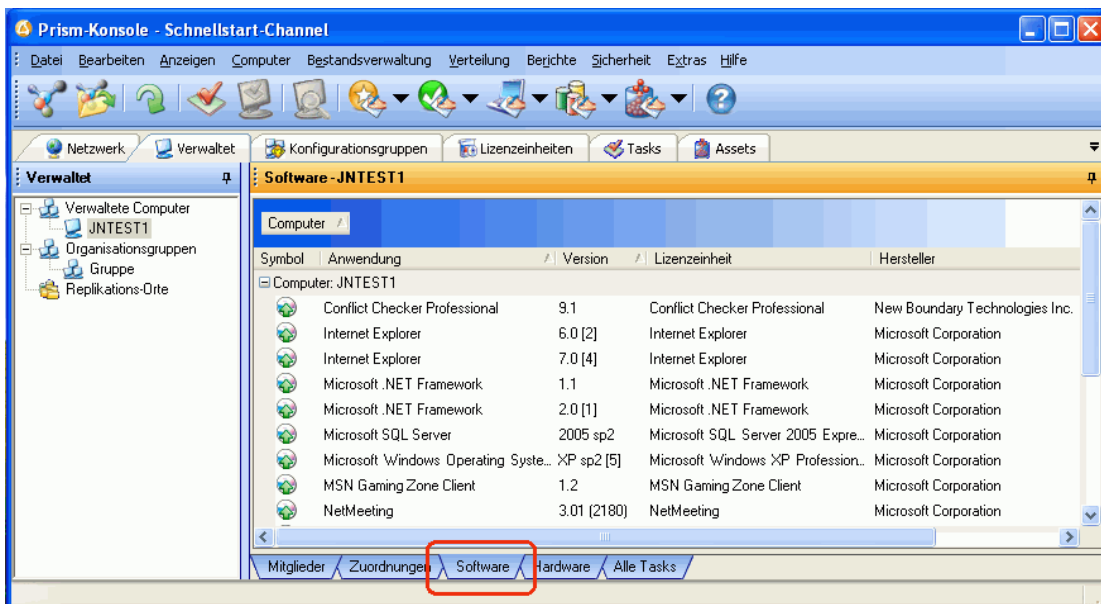 Prism-Konsole - Schnellstart-Channel
Datei Bearbeiten Anzeigen Computer Bestandsverwaltung Verteilung Berichte Sicherheit Extras Hilfe
Netzwerk Verwaltet Konfigurationsgruppen Lizenzeinheiten Tasks Assets
Verwaltet
Verwaltete Computer
JNTEST1
Organisationsgruppen
Gruppe
Replikations-Orte
Software - JNTEST1
Computer
Symbol Anwendung Version Lizenzeinheit Hersteller
Computer: JNTEST1
Conflict Checker Professional 9.1 Conflict Checker Professional New Boundary Technologies Inc.
Internet Explorer 6.0 [2] Internet Explorer Microsoft Corporation
Internet Explorer 7.0 [4] Internet Explorer Microsoft Corporation
Microsoft .NET Framework 1.1 Microsoft .NET Framework Microsoft Corporation
Microsoft .NET Framework 2.0 [1] Microsoft .NET Framework Microsoft Corporation
Microsoft SQL Server 2005 sp2 Microsoft SQL Server 2005 Expre... Microsoft Corporation
Microsoft Windows Operating Syste... XP sp2 [5] Microsoft Windows XP Profession... Microsoft Corporation
MSN Gaming Zone Client 1.2 MSN Gaming Zone Client Microsoft Corporation
NetMeeting 3.01 (2180) NetMeeting Microsoft Corporation
Mitglieder Zuordnungen Software Hardware Alle Tasks